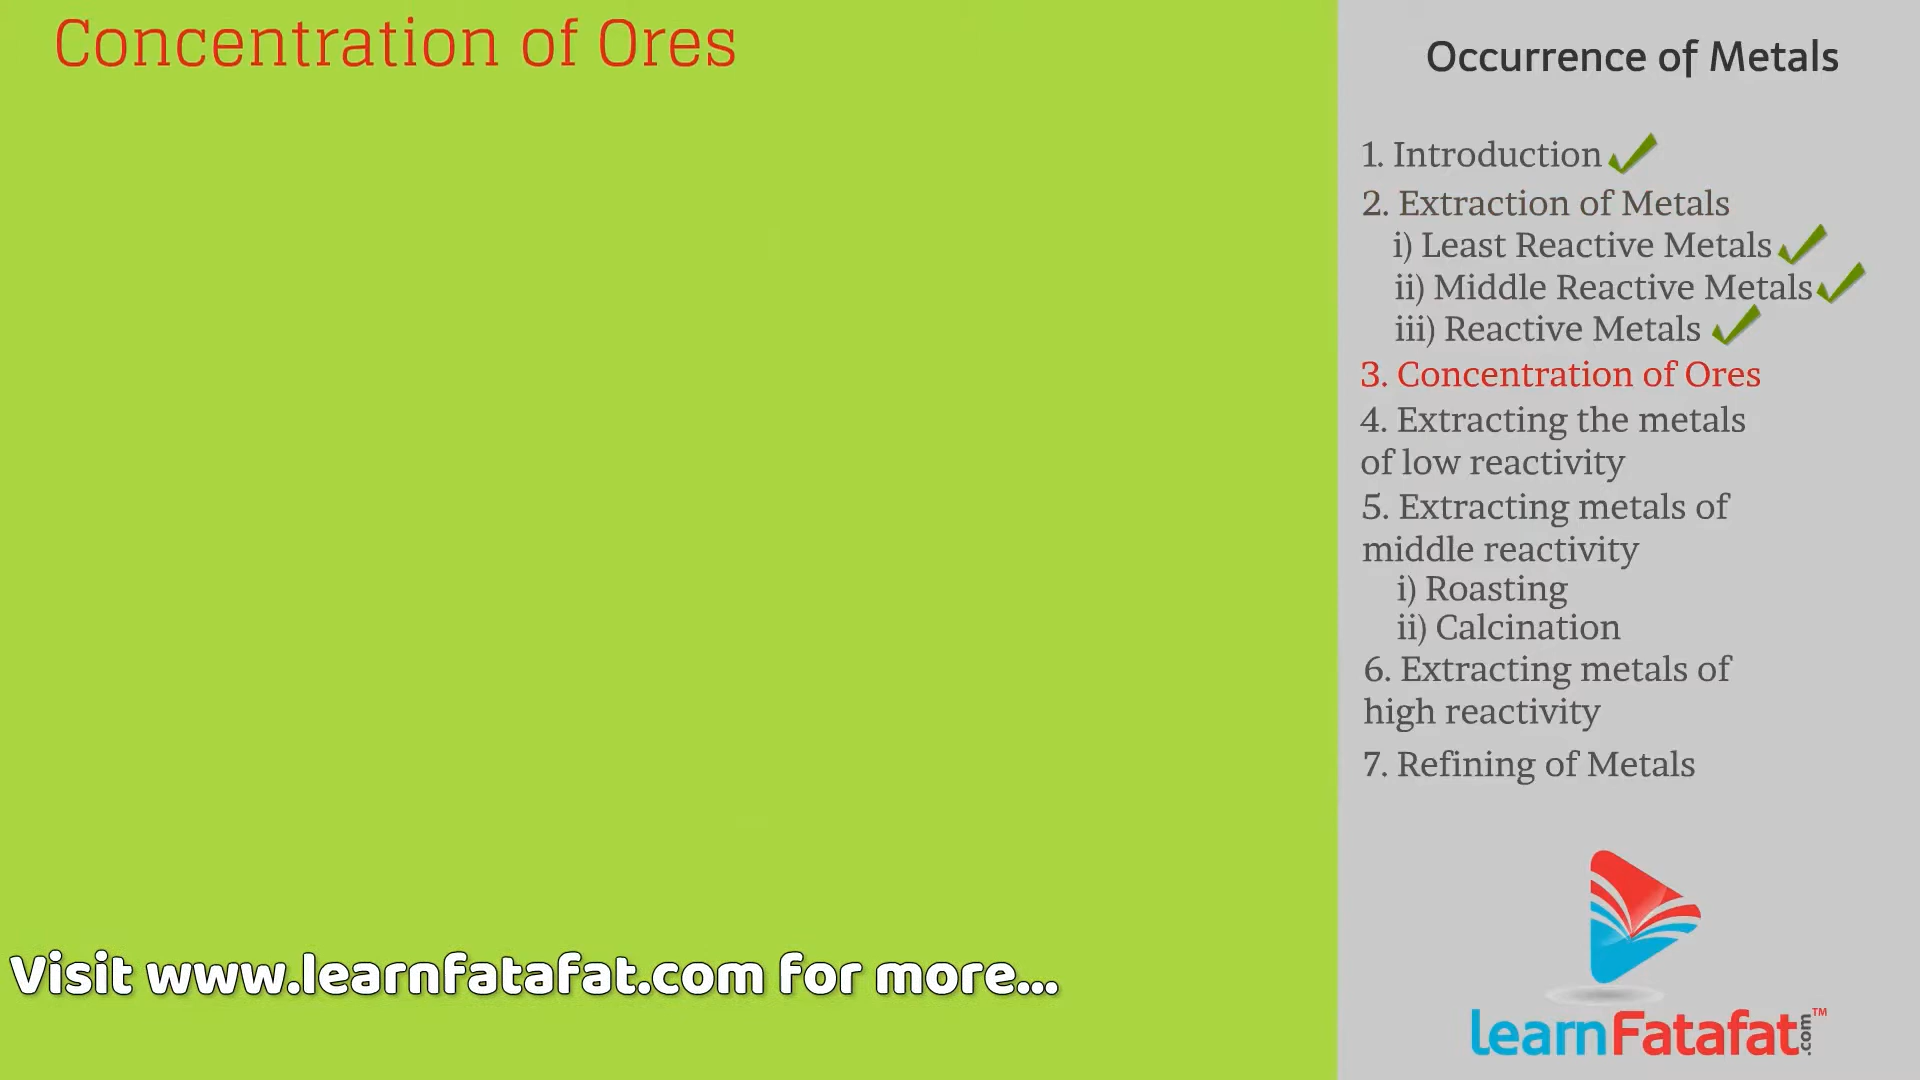 Concentration of Ores
Occurrence of Metals
1. Introduction
2. Extraction of Metals
i) Least Reactive Metals
ii) Middle Reactive Metals
iii) Reactive Metals
3. Concentration of Ores
4. Extracting the metals
of low reactivity
5. Extracting metals of
middle reactivity
i) Roasting
ii) Calcination
6. Extracting metals of
high reactivity
7. Refining of Metals
Visit www.learnfatafat.com for more...
learnFatafat.com™